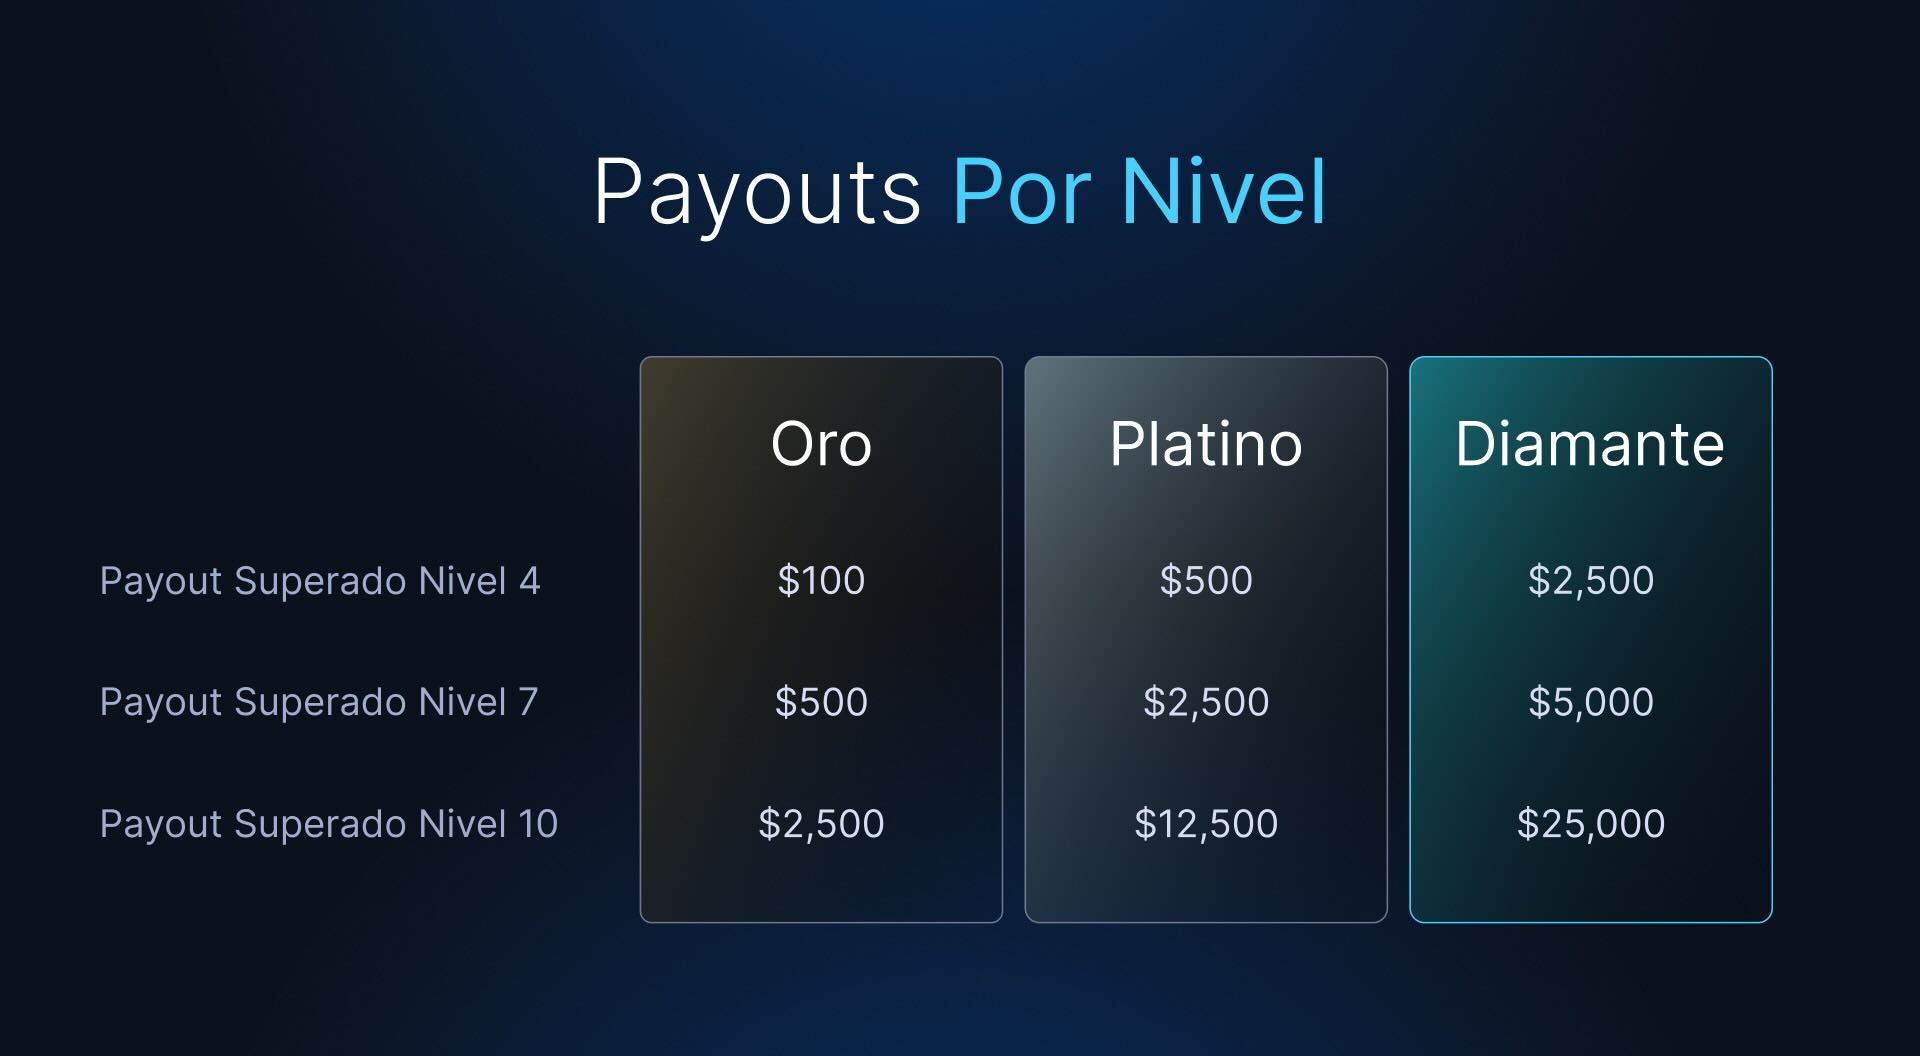 Payouts Por Nivel
Oro Platino Diamante
Payout Superado Nivel 4 $100 $500 $2,500
Payout Superado Nivel 7 $500 $2,500 $5,000
Payout Superado Nivel 10 $2,500 $12,500 $25,000